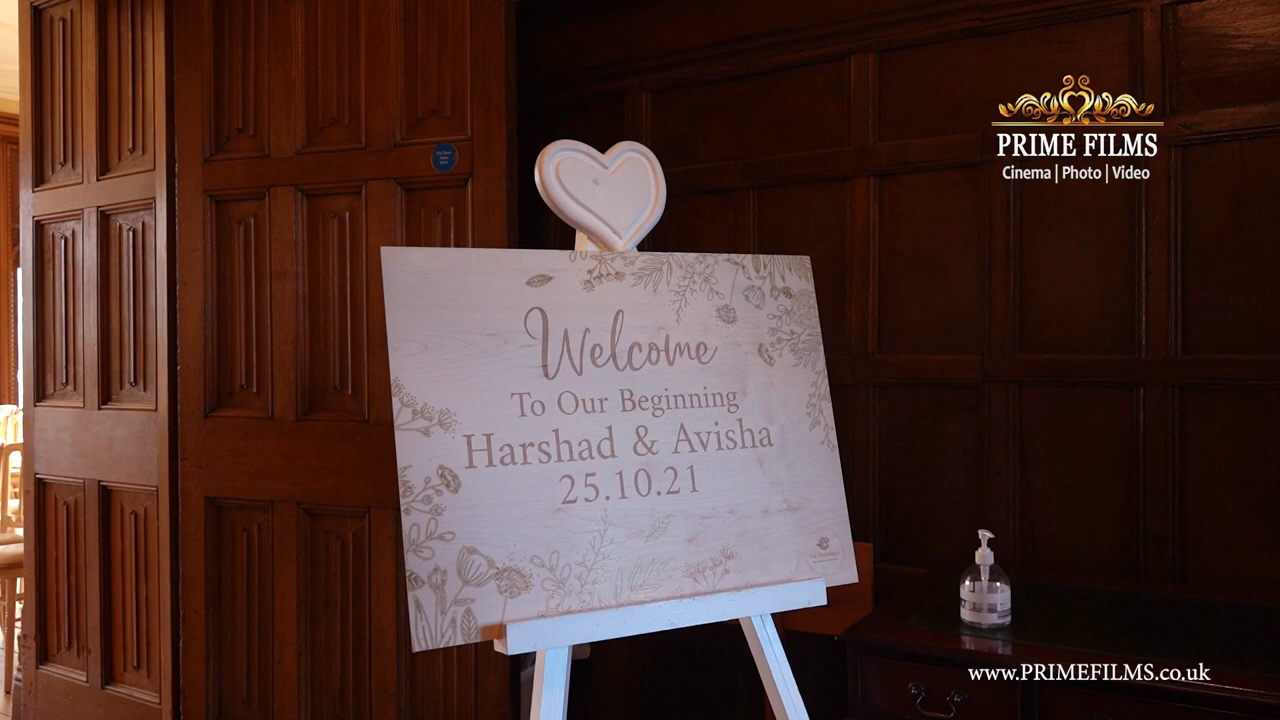 PRIME FILMS
Cinema | Photo | Video
Welcome
To Our Beginning
Harshad & Avisha
25.10.21
www.PRIMEFILMS.co.uk